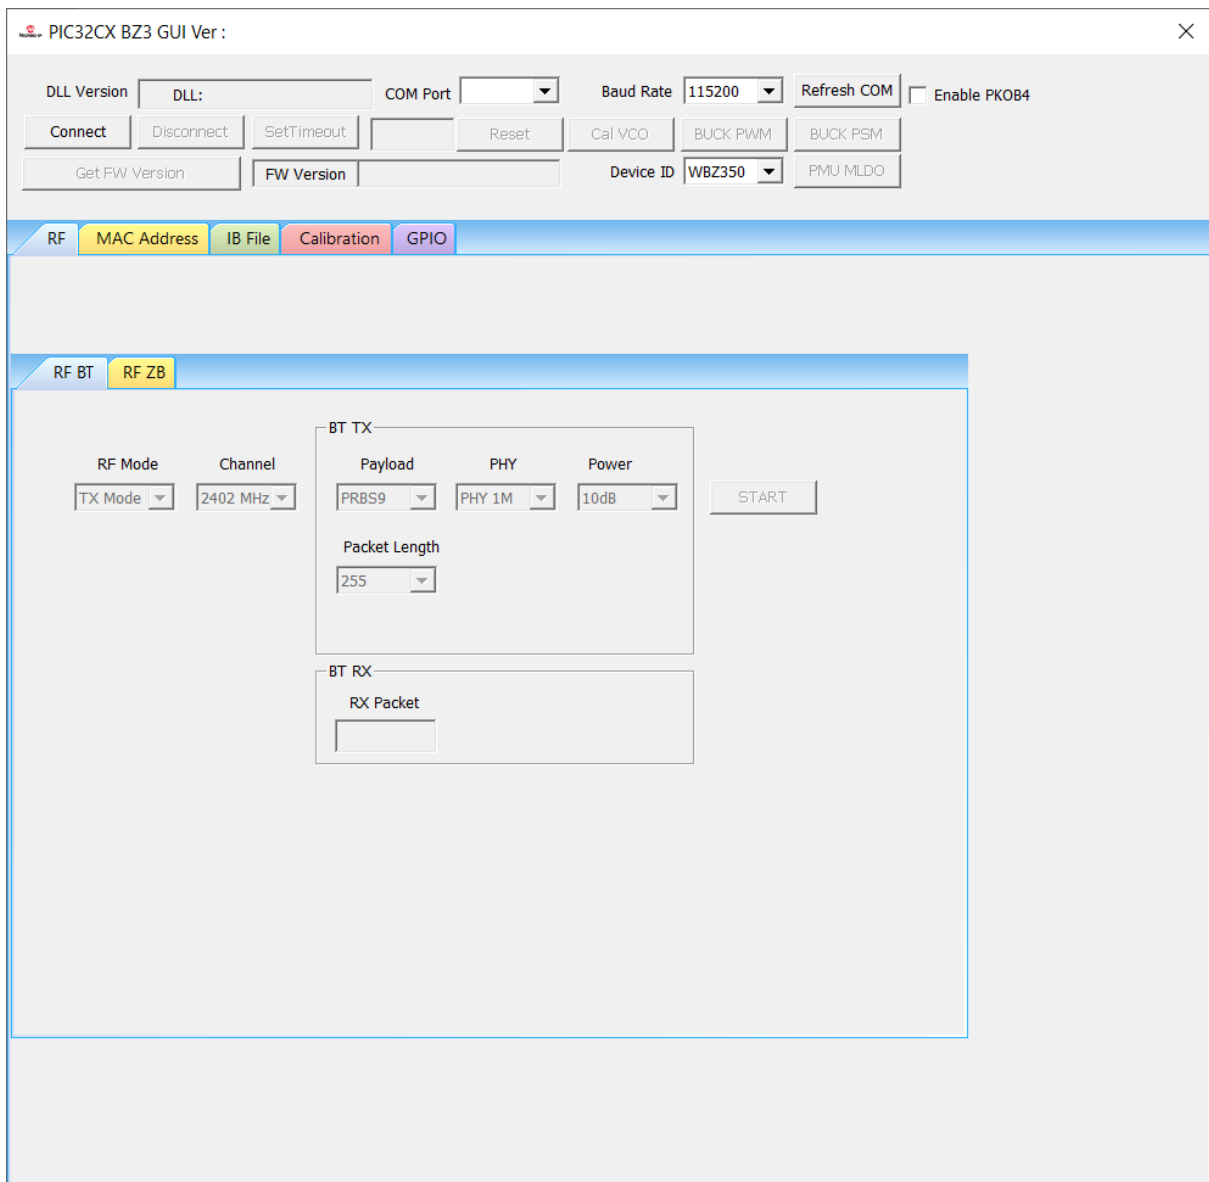 PIC32CX BZ3 GUI Ver :
DLL Version DLL: COM Port Baud Rate 115200 Refresh COM Enable PKOB4
Connect Disconnect SetTimeout Reset Cal VCO BUCK PWM BUCK PSM
Get FW Version FW Version Device ID WBZ350 PMU MLDO
RF MAC Address IB File Calibration GPIO
RF BT RF ZB
BT TX
RF Mode Channel Payload PHY Power
TX Mode 2402 MHz PRBS9 PHY 1M 10dB START
Packet Length
255
BT RX
RX Packet